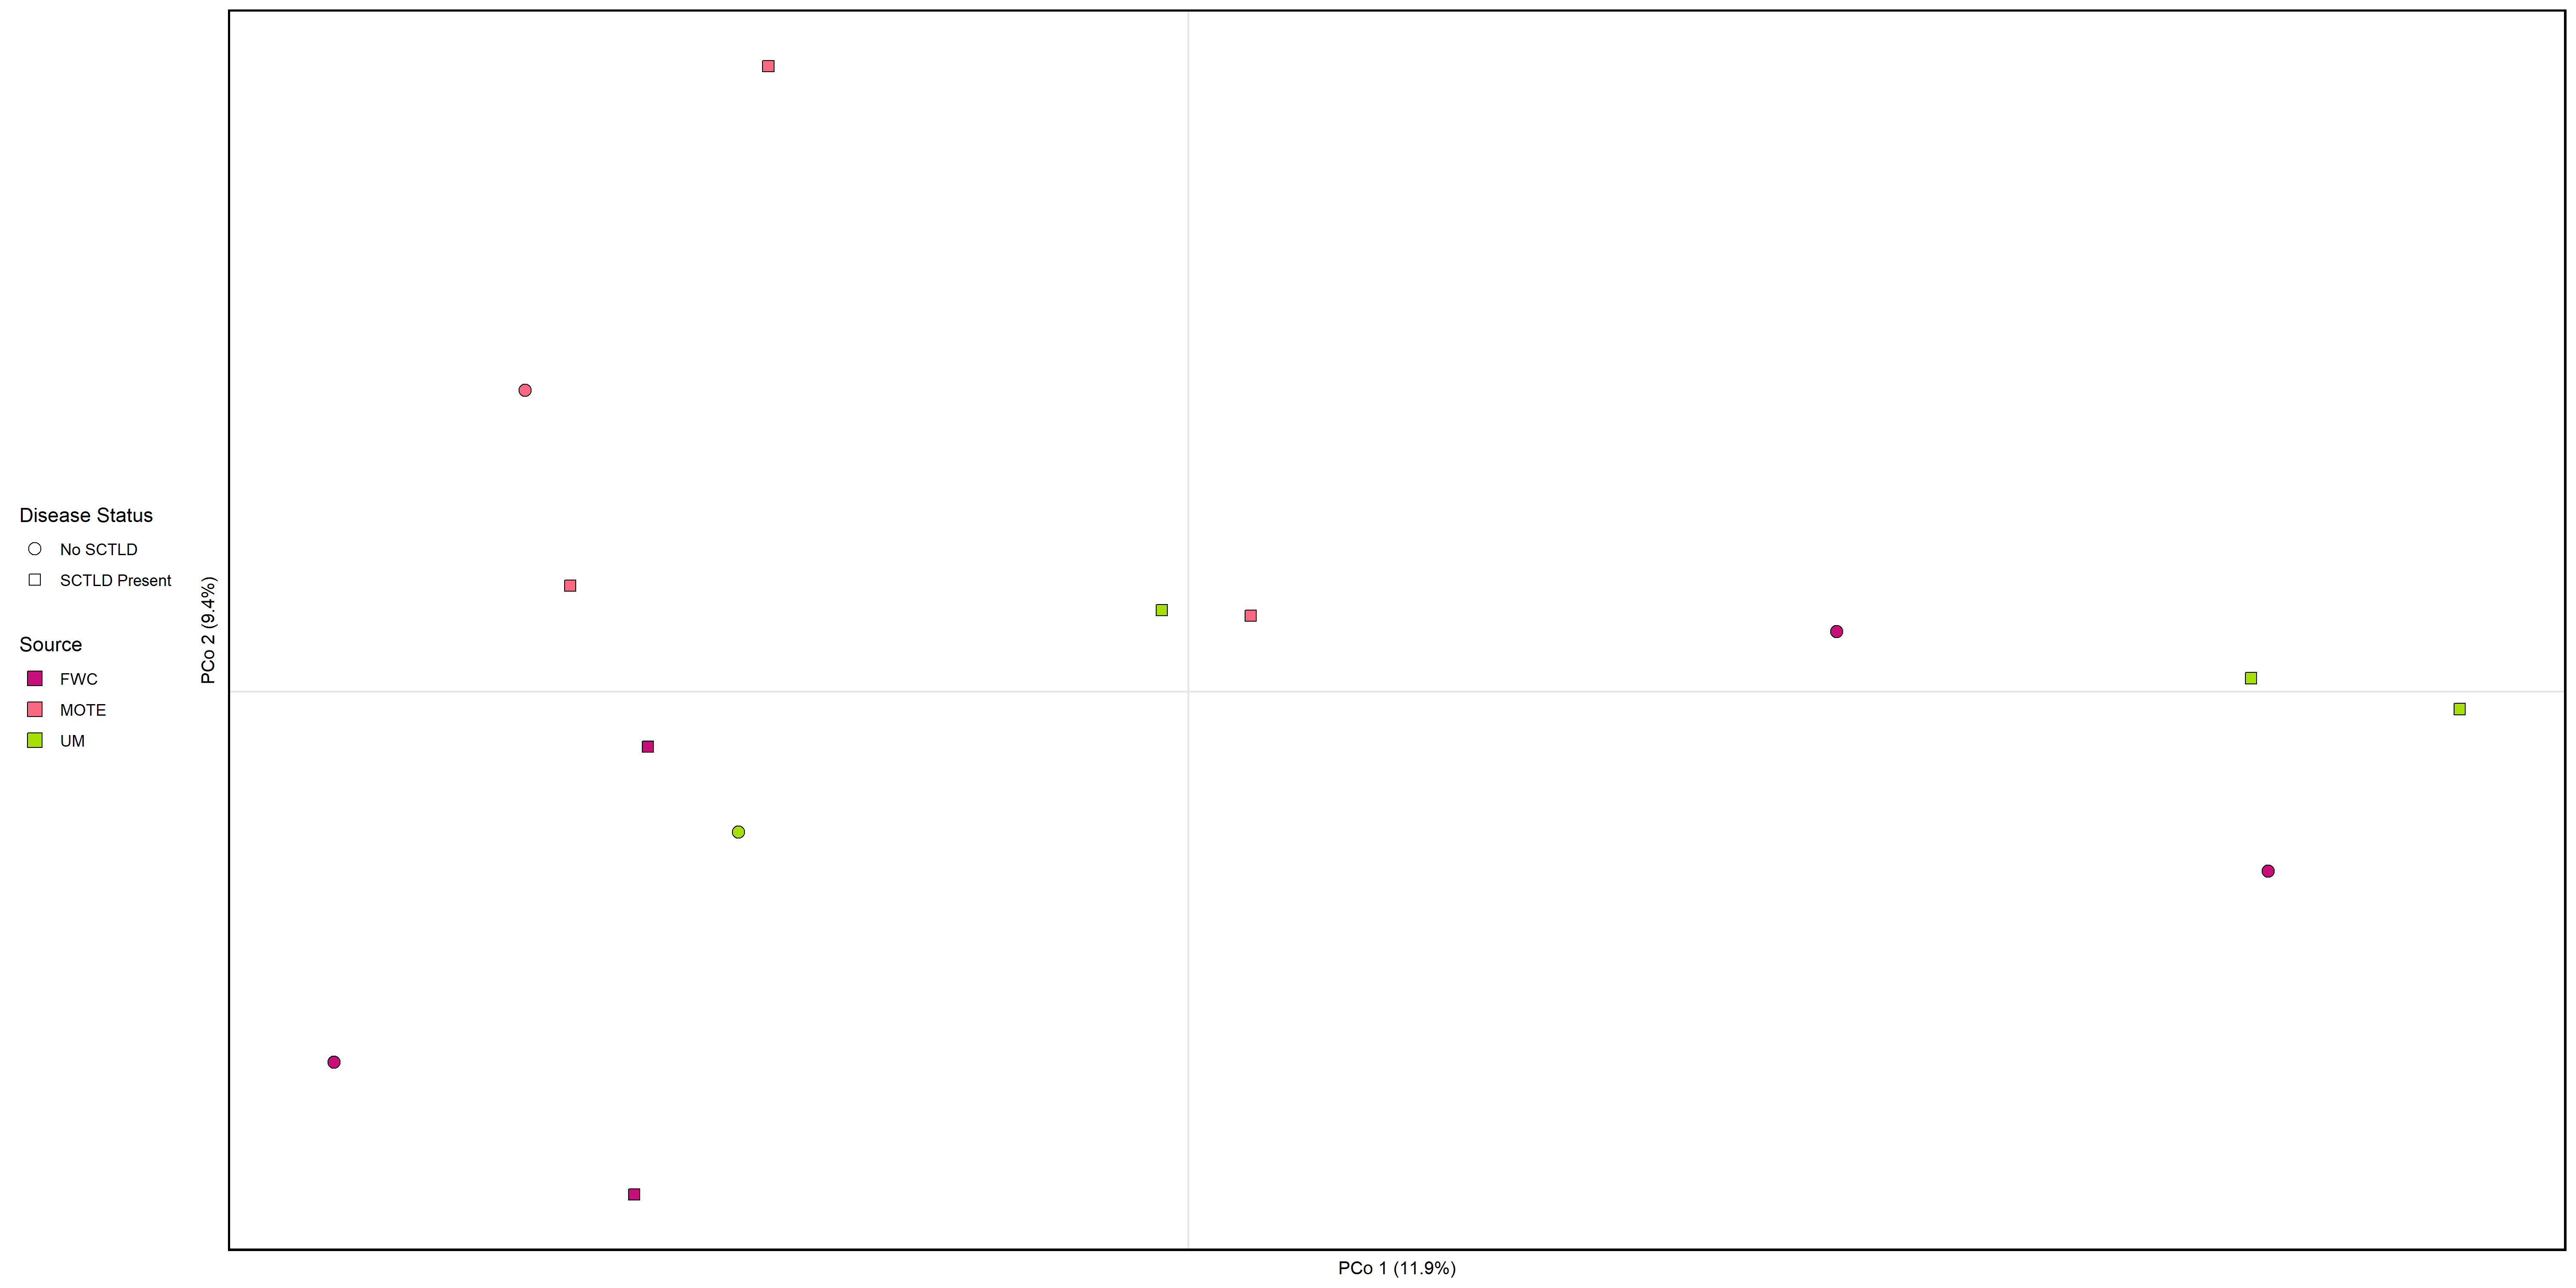 Disease Status
No SCTLD
SCTLD Present
Source
FWC
MOTE
UM
PCo 2 (9.4%)
PCo 1 (11.9%)